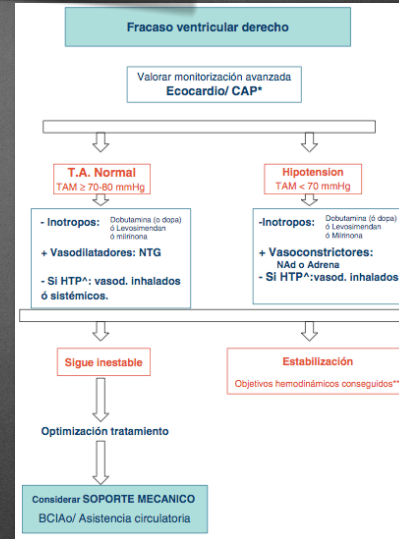 Fracaso ventricular derecho
Valorar monitorización avanzada
Ecocardio/ CAP*
T.A. Normal
TAM ≥ 70-80 mmHg
Hipotension
TAM < 70 mmHg
- Inotropos: Dobutamina (o dopa)
ó Levosimendan
ó milrinona
+ Vasodilatadores: NTG
- Si HTP^: vasod. inhalados
ó sistémicos.
-Inotropos: Dobutamina (ó dopa)
ó Levosimendan
ó Milrinona
+ Vasoconstrictores:
NAd o Adrena
- Si HTP^:vasod. inhalados
Sigue inestable
Estabilización
Objetivos hemodinámicos conseguidos**
Optimización tratamiento
Considerar SOPORTE MECANICO
BCIAo/ Asistencia circulatoria